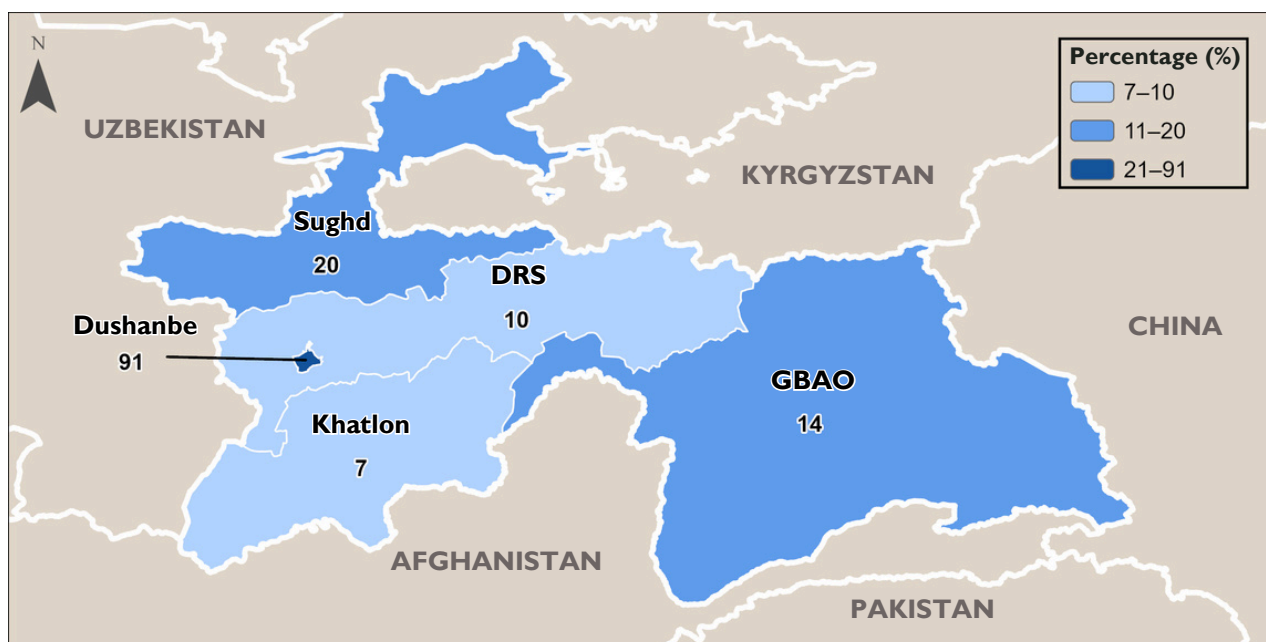 N
Percentage (%)
7–10
11–20
21–91
UZBEKISTAN
KYRGYZSTAN
Sughd
20
DRS
10
Dushanbe
91
CHINA
GBAO
14
Khatlon
7
AFGHANISTAN
PAKISTAN